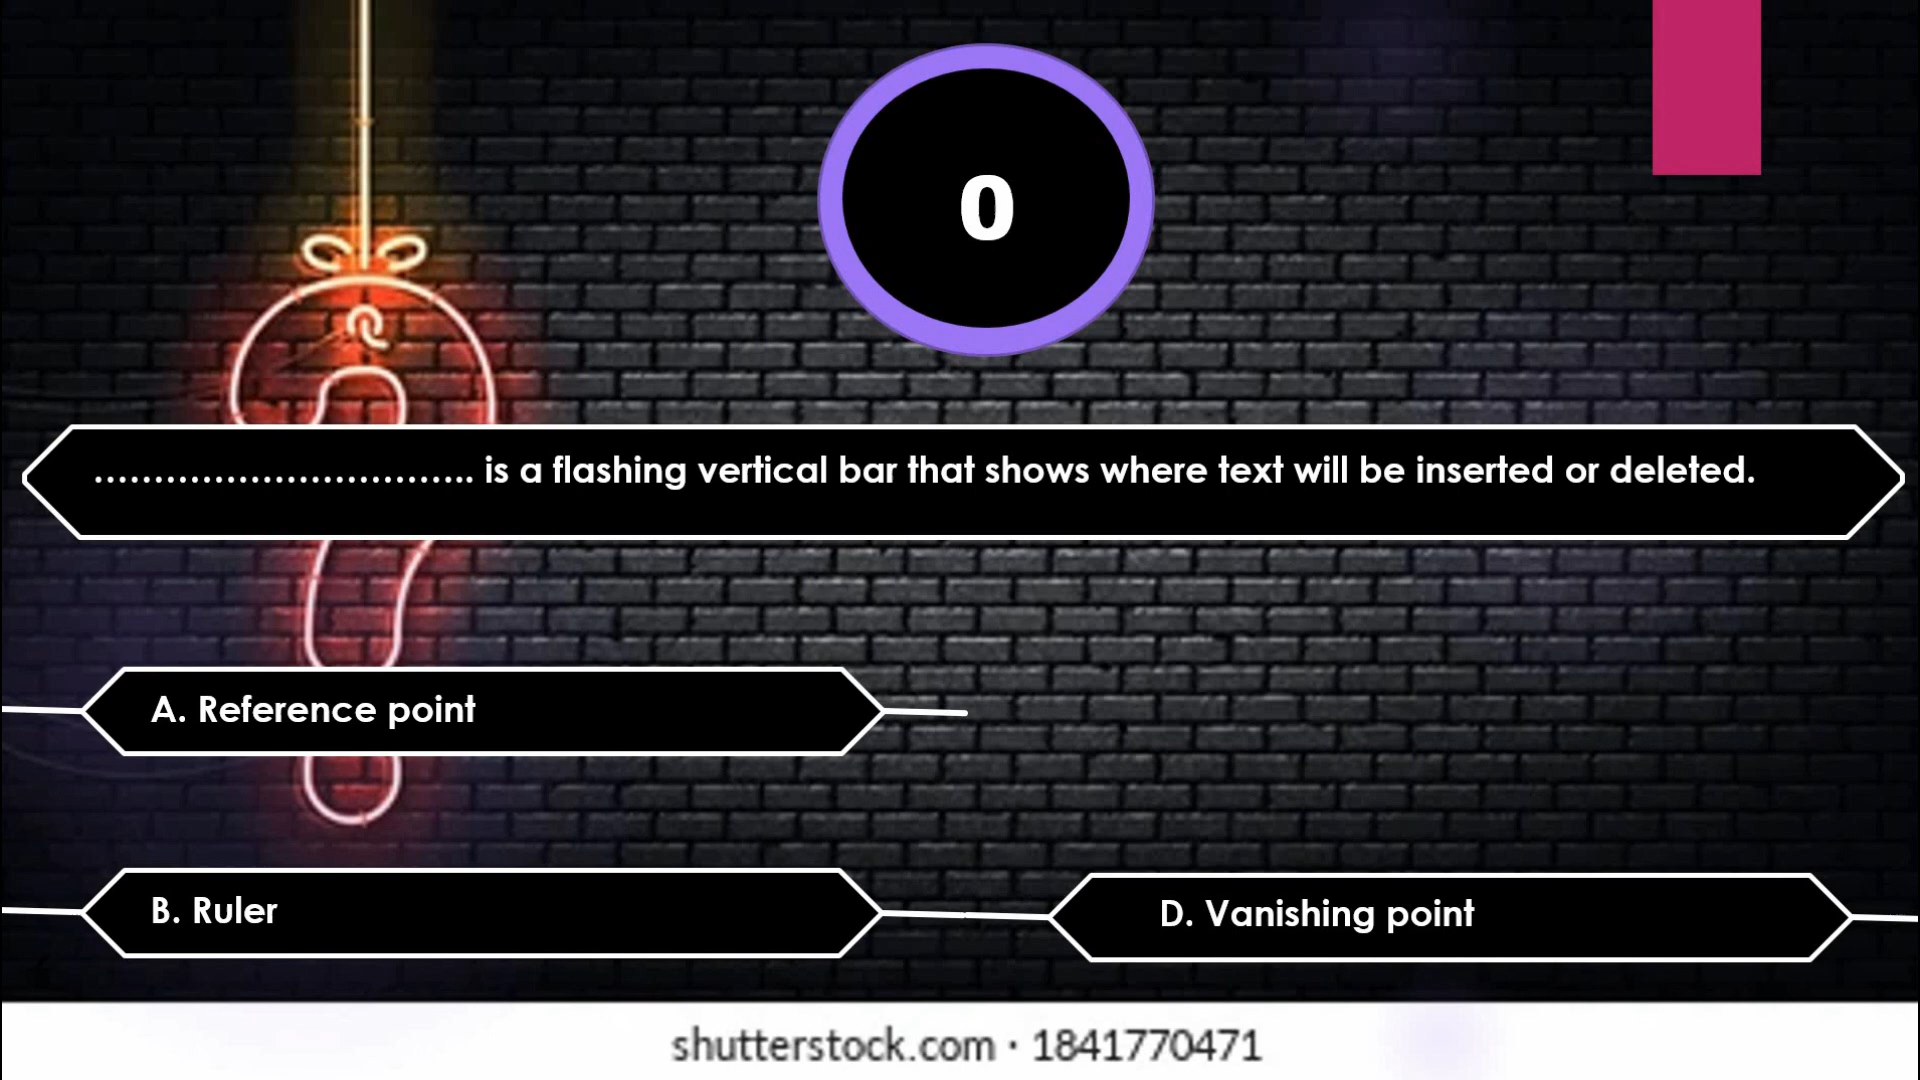 0
................................. is a flashing vertical bar that shows where text will be inserted or deleted.
A. Reference point
B. Ruler
D. Vanishing point
shutterstock.com · 1841770471